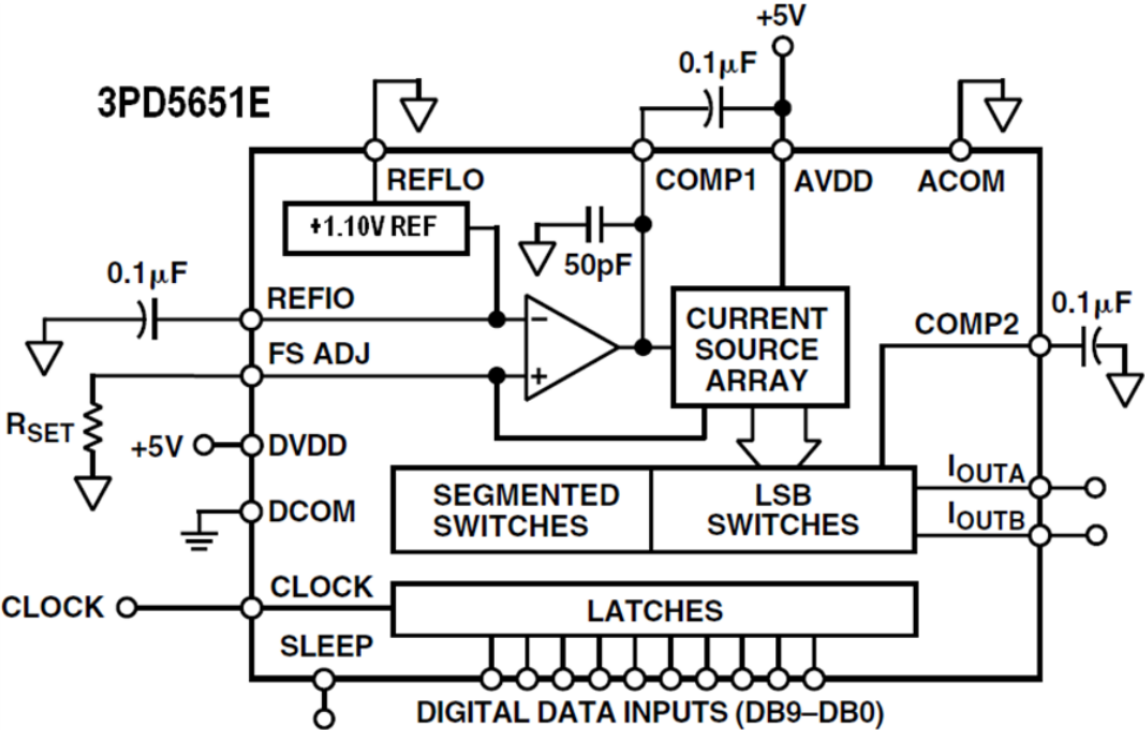 +5V
0.1µF
3PD5651E
REFLO
COMP1
AVDD
ACOM
+1.10V REF
50pF
0.1µF
REFIO
0.1µF
CURRENT
SOURCE
ARRAY
COMP2
−
FS ADJ
+
RSET
+5V
DVDD
SEGMENTED
SWITCHES
LSB
SWITCHES
IOUTA
IOUTB
DCOM
CLOCK
CLOCK
LATCHES
SLEEP
DIGITAL DATA INPUTS (DB9–DB0)